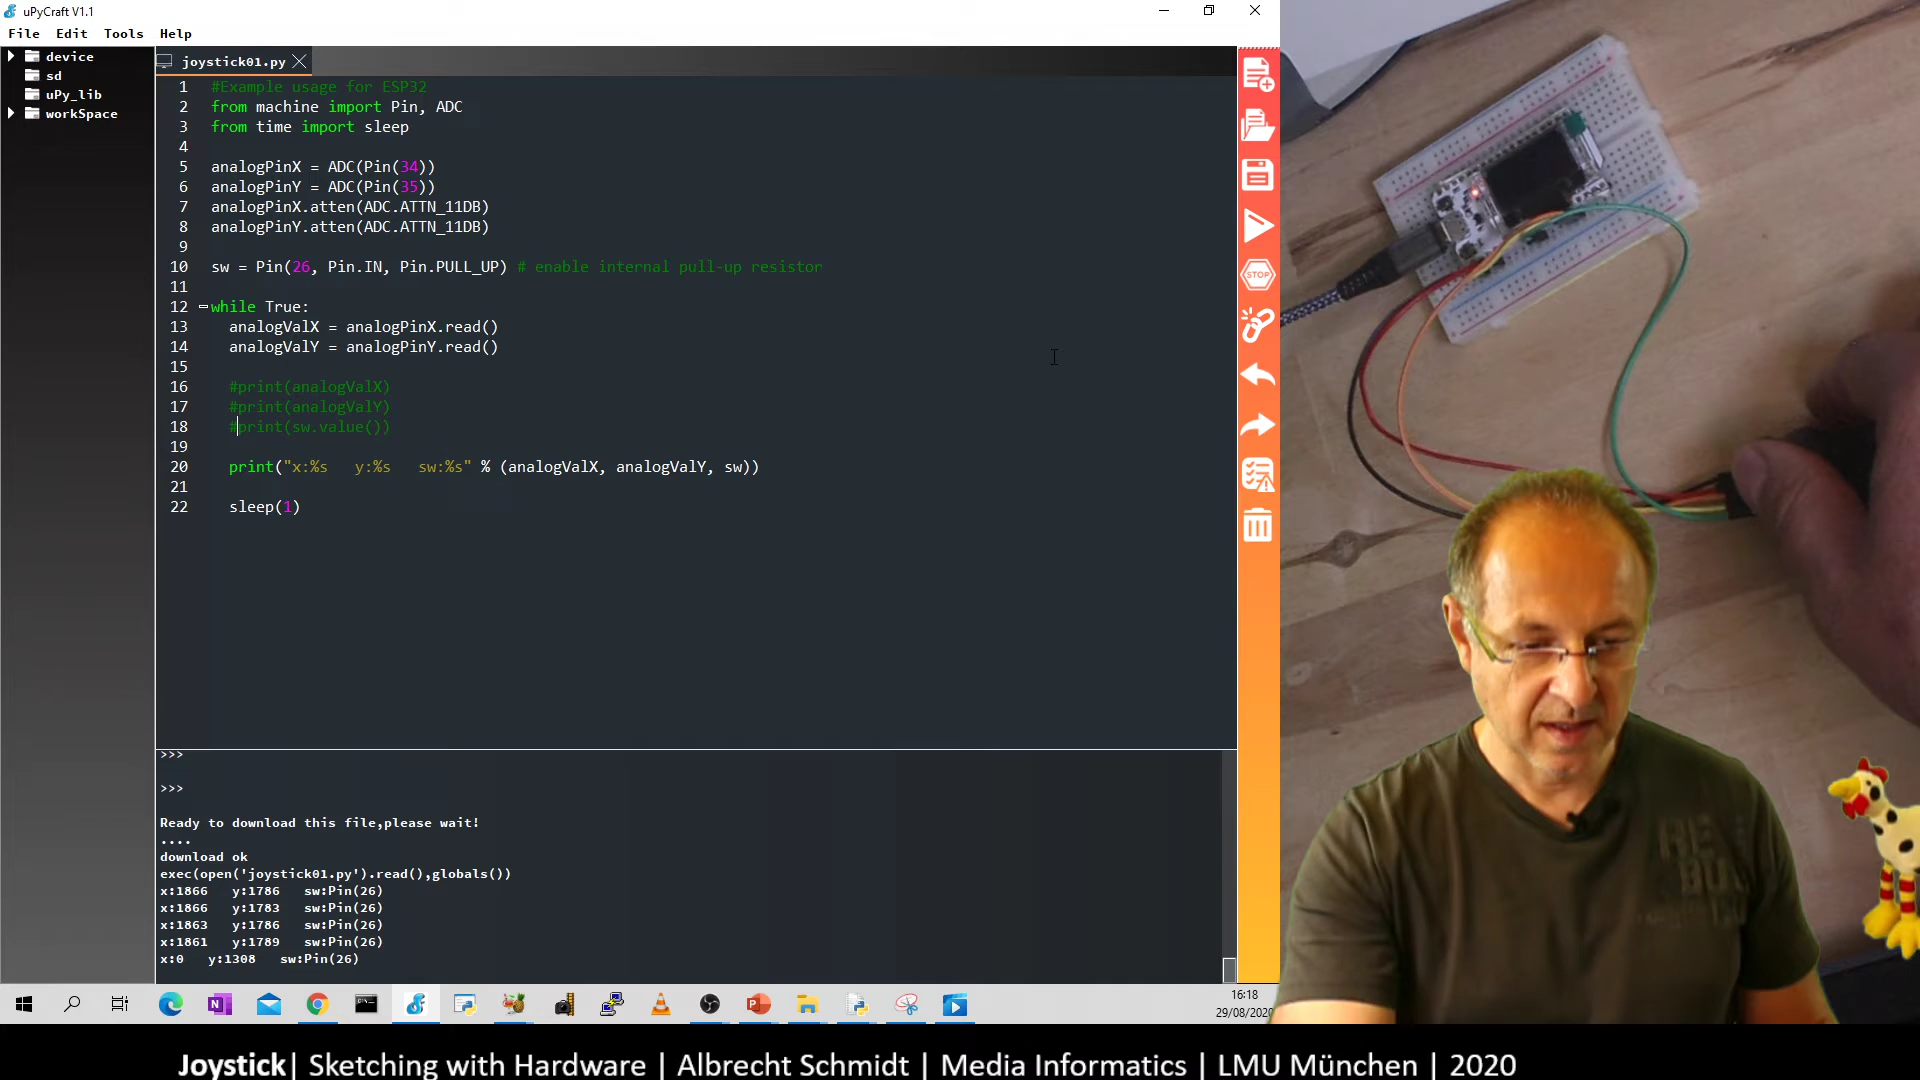 uPyCraft V1.1
File Edit Tools Help
device
sd
uPy_lib
workSpace
joystick01.py
1 #Example usage for ESP32
2 from machine import Pin, ADC
3 from time import sleep
4
5 analogPinX = ADC(Pin(34))
6 analogPinY = ADC(Pin(35))
7 analogPinX.atten(ADC.ATTN_11DB)
8 analogPinY.atten(ADC.ATTN_11DB)
9
10 sw = Pin(26, Pin.IN, Pin.PULL_UP) # enable internal pull-up resistor
11
12 while True:
13 analogValX = analogPinX.read()
14 analogValY = analogPinY.read()
15
16 #print(analogValX)
17 #print(analogValY)
18 #print(sw.value())
19
20 print("x:%s   y:%s   sw:%s" % (analogValX, analogValY, sw))
21
22 sleep(1)
STOP
>>>
>>>
Ready to download this file,please wait!
....
download ok
exec(open('joystick01.py').read(),globals())
x:1866   y:1786   sw:Pin(26)
x:1866   y:1783   sw:Pin(26)
x:1863   y:1786   sw:Pin(26)
x:1861   y:1789   sw:Pin(26)
x:0   y:1308   sw:Pin(26)
16:18
29/08/2020
Joystick| Sketching with Hardware | Albrecht Schmidt | Media Informatics | LMU München | 2020